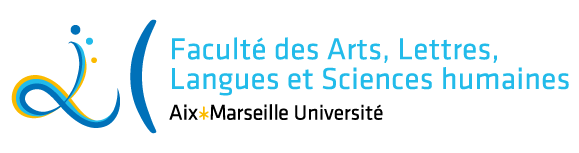 Faculté des Arts, Lettres,
Langues et Sciences humaines
Aix*Marseille Université